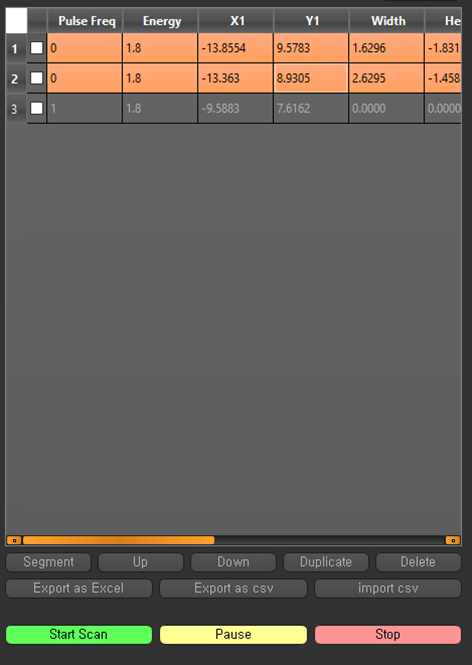 Pulse Freq Energy X1 Y1 Width He
1 0 1.8 -13.8554 9.5783 1.6296 -1.831
2 0 1.8 -13.363 8.9305 2.6295 -1.458
3 1 1.8 -9.5883 7.6162 0.0000 0.0000
Segment Up Down Duplicate Delete
Export as Excel Export as csv import csv
Start Scan Pause Stop